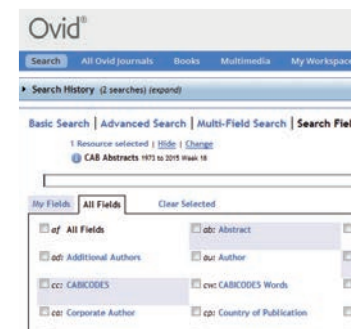 Ovid®
Search All Ovid Journals Books Multimedia My Workspace
Search History (2 searches) (expand)
Basic Search | Advanced Search | Multi-Field Search | Search Fiel
1 Resource selected | Hide | Change
CAB Abstracts 1973 to 2015 Week 18
My Fields All Fields Clear Selected
af All Fields ab: Abstract
ad: Additional Authors au: Author
cc: CABICODES cw: CABICODES Words
ca: Corporate Author cp: Country of Publication